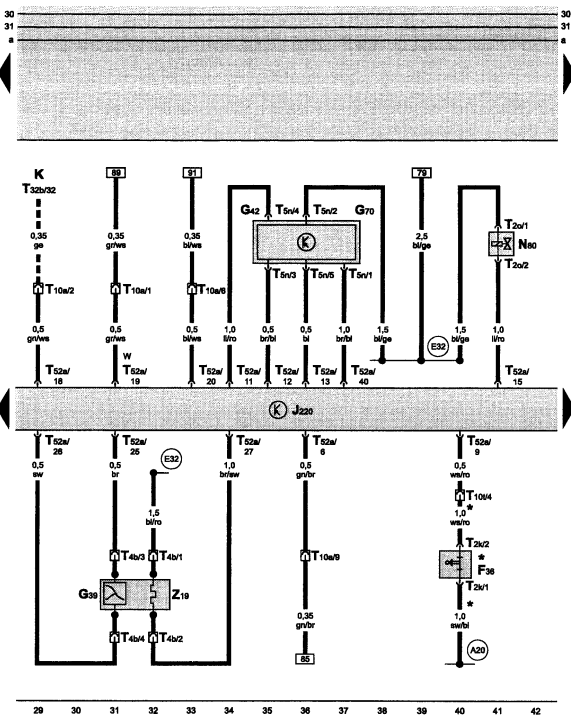 30 30
31 31
a a
K 89 91 79
T32b/32 G42 T5n/4 T5n/2 G70
T2o/1
0,35 0,35 0,35 2,5
ge gr/ws bl/ws bl/ge
N80
T2o/2
T5n/3 T5n/5 T5n/1
T10a/2 T10a/1 T10a/6
0,5 0,5 0,5 1,0 0,5 0,5 1,0 1,5 1,5 1,0
gn/ws gr/ws bl/ws li/ro br/bl bl br/bl bl/ge E32 bl/ge li/ro
W
T52a/ T52a/ T52a/ T52a/ T52a/ T52a/ T52a/ T52a/
18 19 20 11 12 13 40 15
J220
T52a/ T52a/ T52a/ T52a/ T52a/
26 25 27 6 9
E32
0,5 0,5 1,0 0,5 0,5
sw br br/sw gn/br ws/ro
T10t/4
*
1,5 1,0
bl/ro ws/ro
T2k/2
T4b/3 T4b/1 T10a/9 *
F36
G39 Z19 T2k/1
*
0,35 1,0
gn/br sw/bl
T4b/4 T4b/2
A20
85
29 30 31 32 33 34 35 36 37 38 39 40 41 42